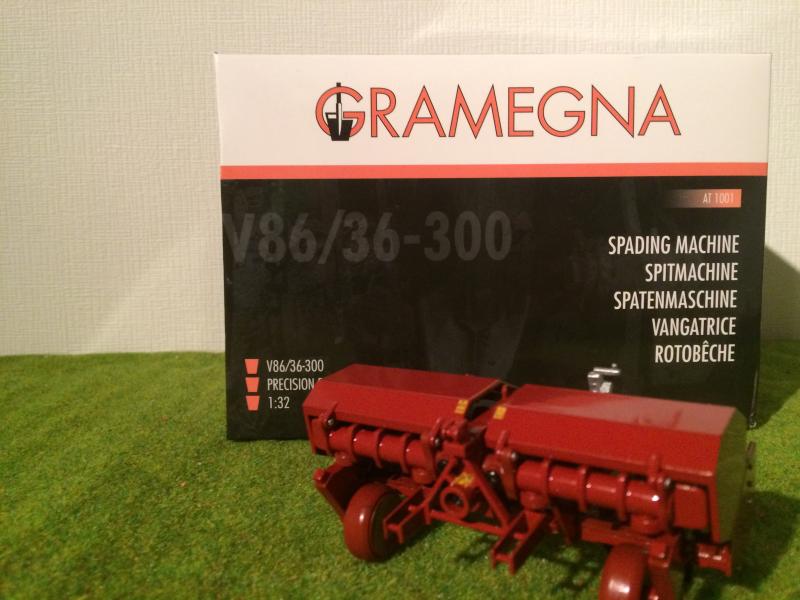 GRAMEGNA
AT 1001
V86/36-300
SPADING MACHINE
SPITMACHINE
SPATENMASCHINE
VANGATRICE
ROTOBÊCHE
V86/36-300
PRECISION
1:32